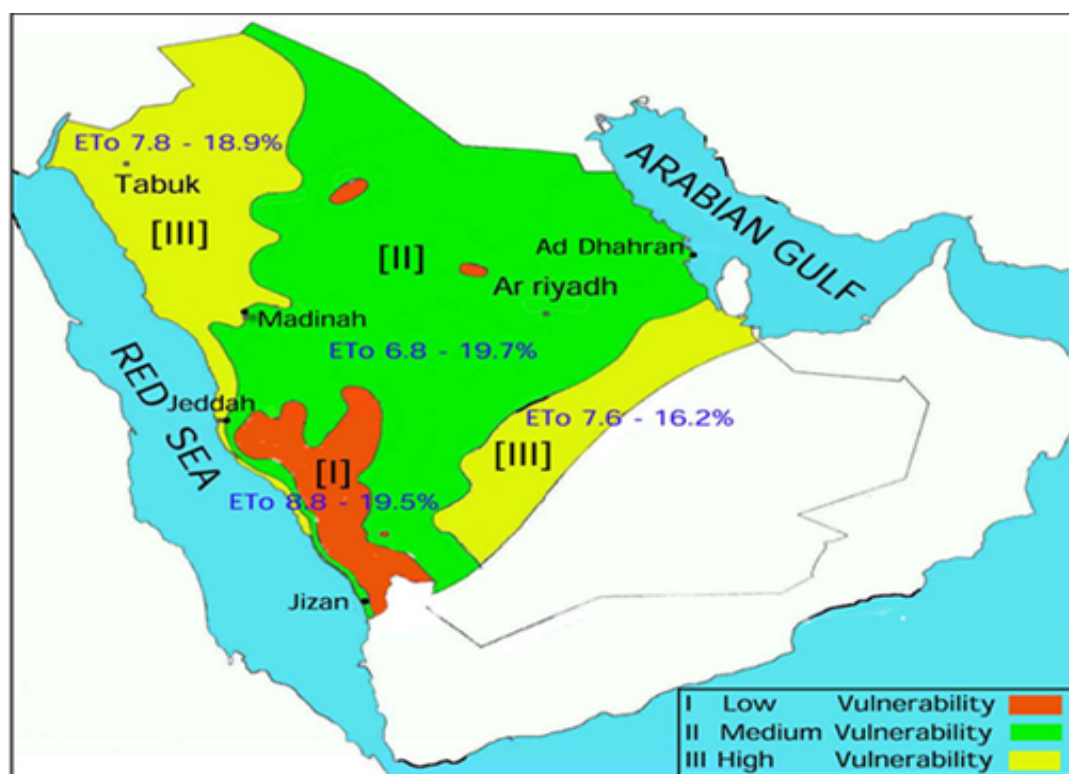 ETo 7.8 - 18.9%
Tabuk
[III]
ARABIAN GULF
[II]
Ad Dhahran
Ar riyadh
Madinah
ETo 6.8 - 19.7%
RED SEA
Jeddah
ETo 7.6 - 16.2%
[III]
[I]
ETo 8.8 - 19.5%
Jizan
I Low Vulnerability
II Medium Vulnerability
III High Vulnerability